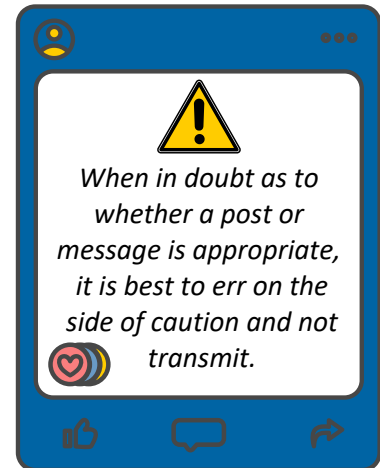 When in doubt as to
whether a post or
message is appropriate,
it is best to err on the
side of caution and not
transmit.